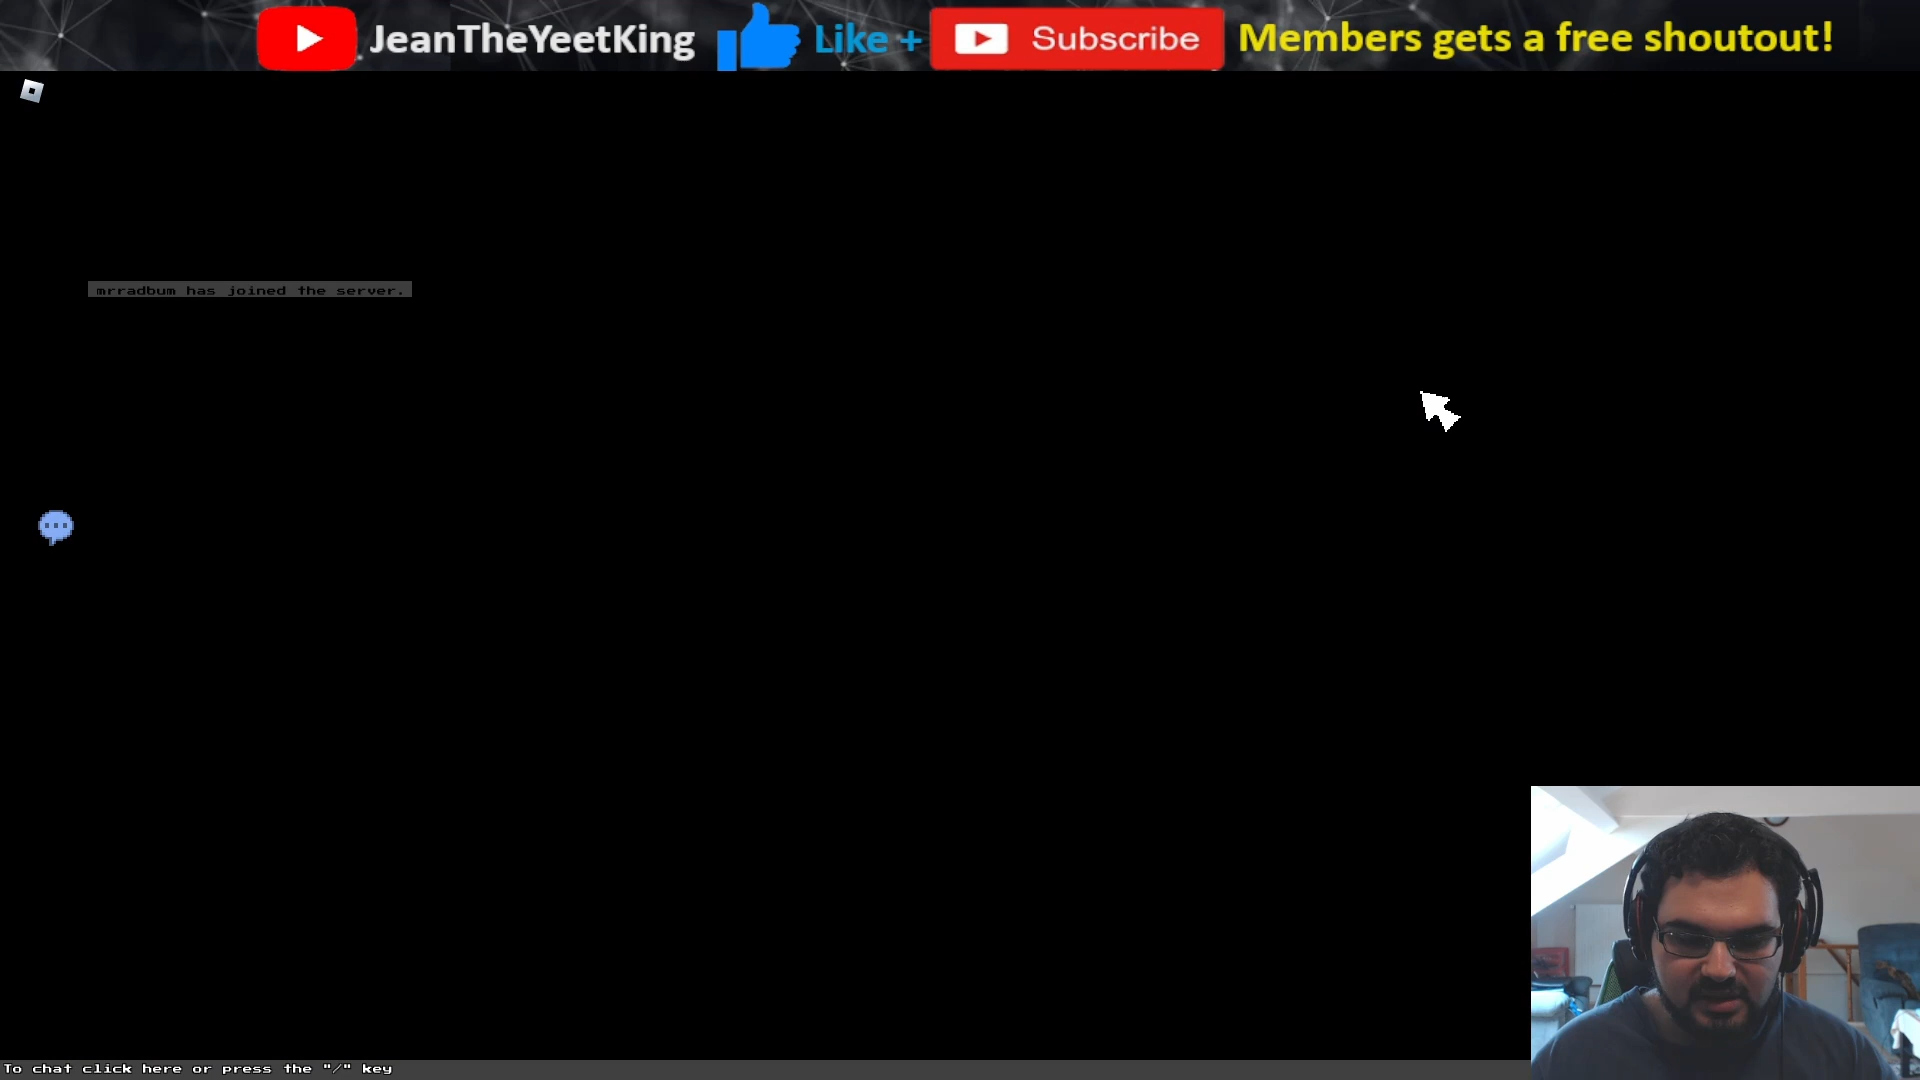 JeanTheYeetKing Like + Subscribe Members gets a free shoutout!
mrradbum has joined the server.
To chat click here or press the "/" key